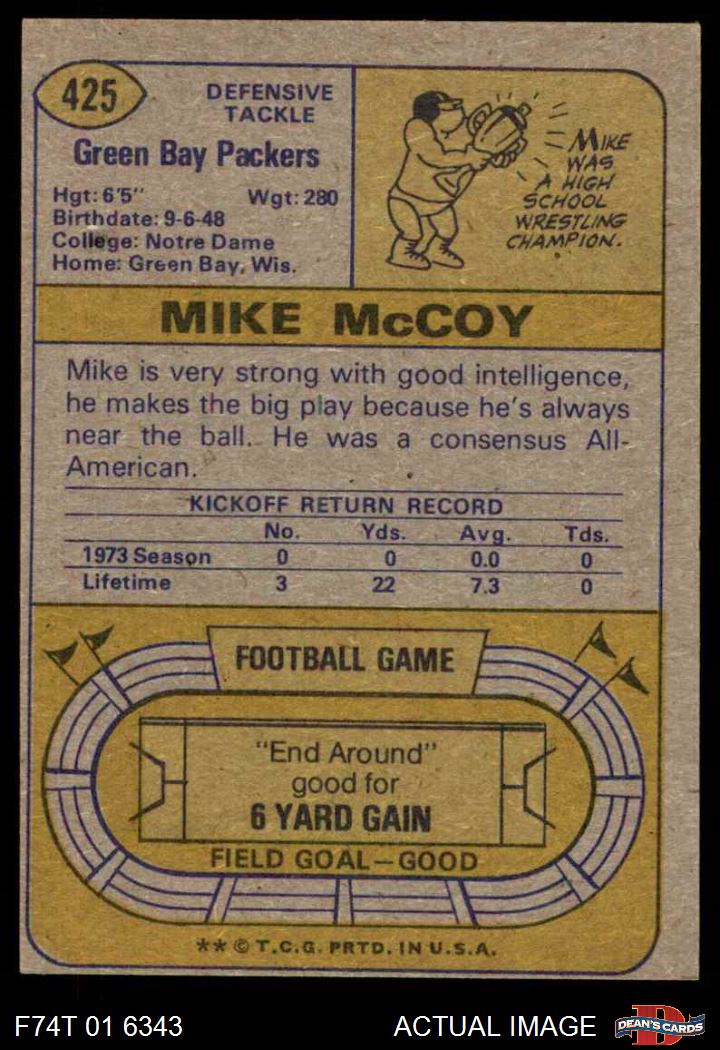 425
DEFENSIVE
TACKLE
Green Bay Packers
Hgt: 6'5" Wgt: 280
Birthdate: 9-6-48
College: Notre Dame
Home: Green Bay, Wis.
MIKE
WAS
A HIGH
SCHOOL
WRESTLING
CHAMPION.
MIKE McCOY
Mike is very strong with good intelligence,
he makes the big play because he's always
near the ball. He was a consensus All-
American.
KICKOFF RETURN RECORD
No. Yds. Avg. Tds.
1973 Season 0 0 0.0 0
Lifetime 3 22 7.3 0
FOOTBALL GAME
"End Around"
good for
6 YARD GAIN
FIELD GOAL—GOOD
** © T.C.G. PRTD. IN U.S.A.
F74T 01 6343 ACTUAL IMAGE
D
DEAN'S CARDS